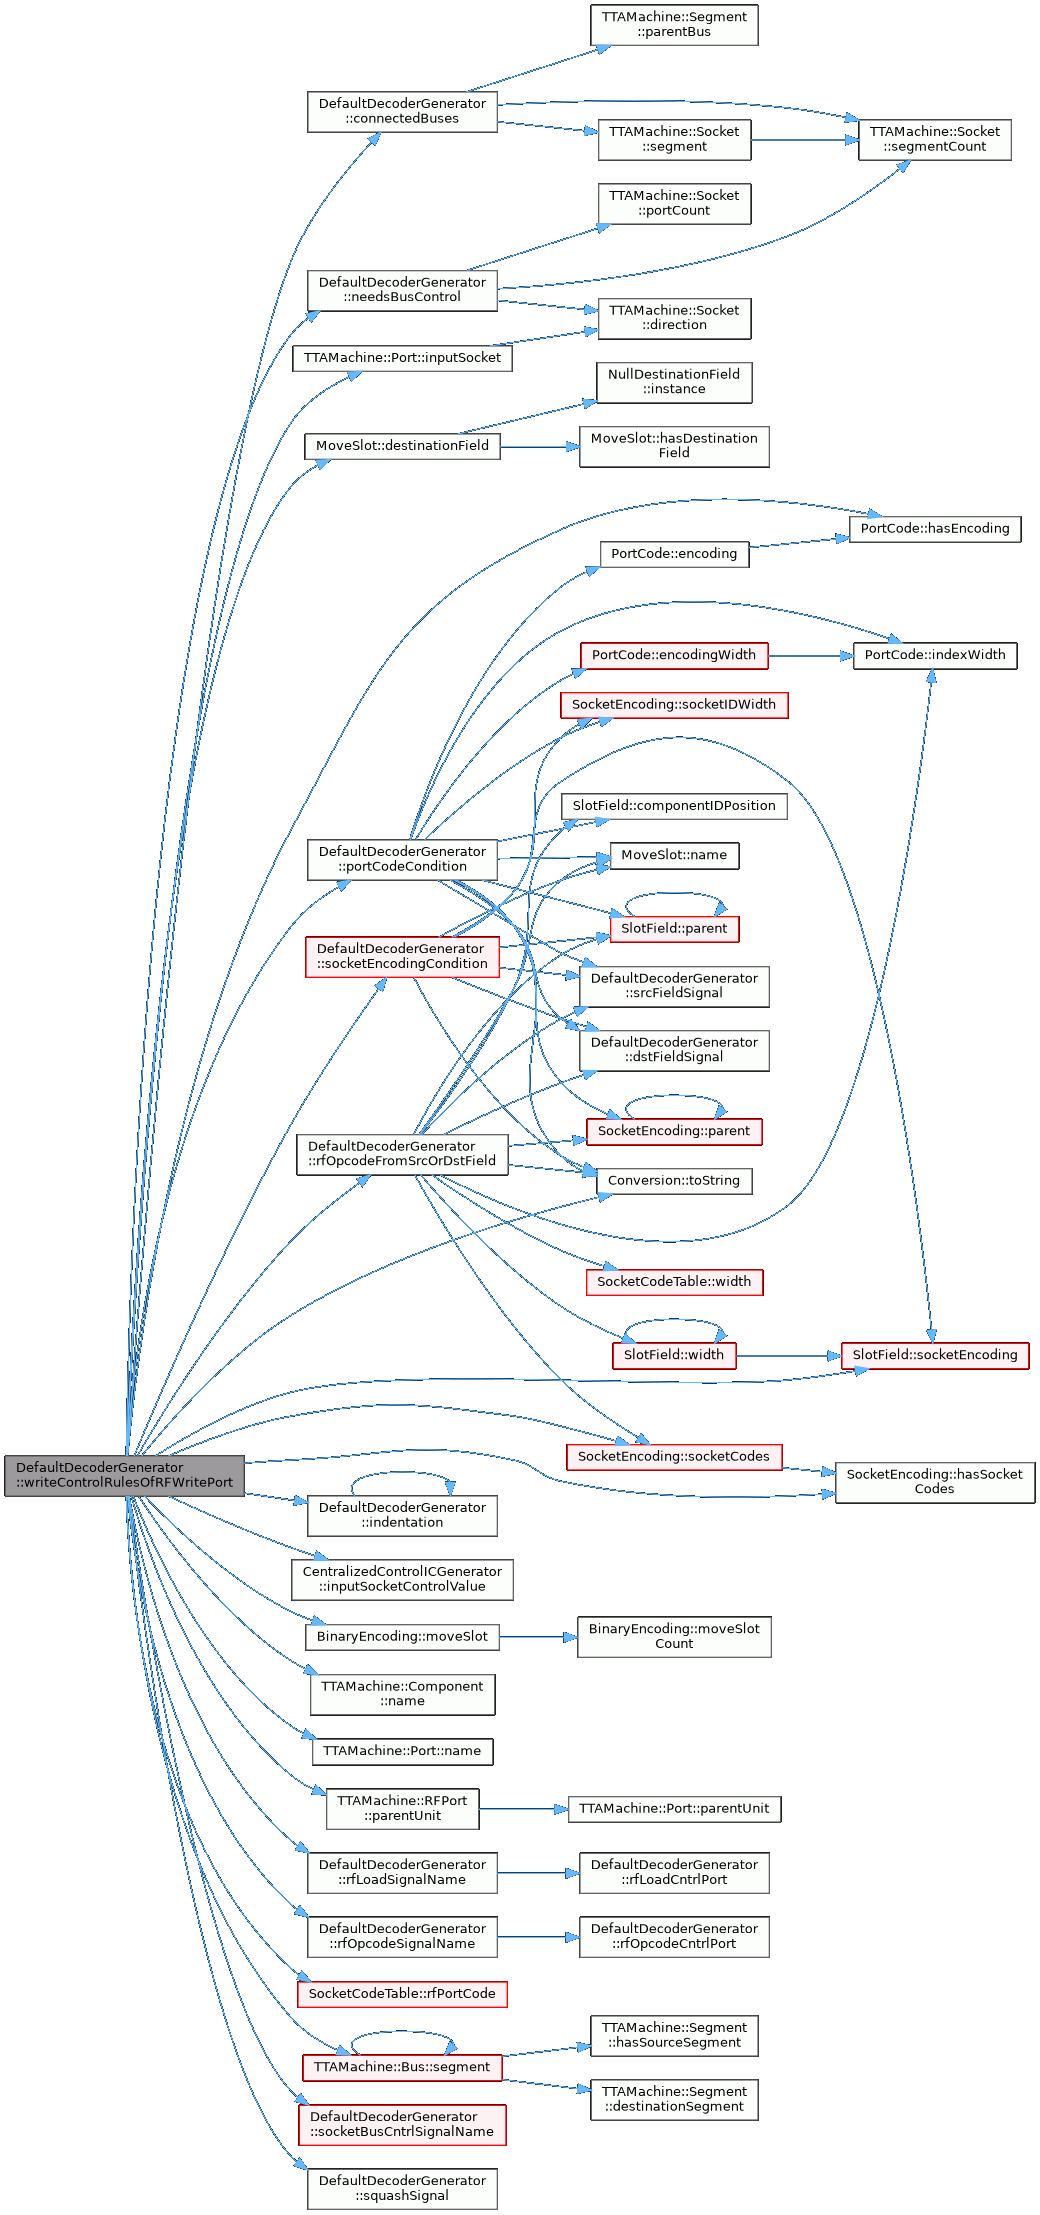 TTAMachine::Segment
::parentBus
DefaultDecoderGenerator
::connectedBuses
TTAMachine::Socket
::segment
TTAMachine::Socket
::segmentCount
TTAMachine::Socket
::portCount
DefaultDecoderGenerator
::needsBusControl
TTAMachine::Socket
::direction
TTAMachine::Port::inputSocket
NullDestinationField
::instance
MoveSlot::destinationField
MoveSlot::hasDestination
Field
PortCode::hasEncoding
PortCode::encoding
PortCode::encodingWidth
PortCode::indexWidth
SocketEncoding::socketIDWidth
SlotField::componentIDPosition
DefaultDecoderGenerator
::portCodeCondition
MoveSlot::name
SlotField::parent
DefaultDecoderGenerator
::socketEncodingCondition
DefaultDecoderGenerator
::srcFieldSignal
DefaultDecoderGenerator
::dstFieldSignal
SocketEncoding::parent
DefaultDecoderGenerator
::rfOpcodeFromSrcOrDstField
Conversion::toString
SocketCodeTable::width
SlotField::width
SlotField::socketEncoding
SocketEncoding::socketCodes
DefaultDecoderGenerator
::writeControlRulesOfRFWritePort
SocketEncoding::hasSocket
Codes
DefaultDecoderGenerator
::indentation
CentralizedControlICGenerator
::inputSocketControlValue
BinaryEncoding::moveSlot
BinaryEncoding::moveSlot
Count
TTAMachine::Component
::name
TTAMachine::Port::name
TTAMachine::RFPort
::parentUnit
TTAMachine::Port::parentUnit
DefaultDecoderGenerator
::rfLoadSignalName
DefaultDecoderGenerator
::rfLoadCntrlPort
DefaultDecoderGenerator
::rfOpcodeSignalName
DefaultDecoderGenerator
::rfOpcodeCntrlPort
SocketCodeTable::rfPortCode
TTAMachine::Segment
::hasSourceSegment
TTAMachine::Bus::segment
TTAMachine::Segment
::destinationSegment
DefaultDecoderGenerator
::socketBusCntrlSignalName
DefaultDecoderGenerator
::squashSignal